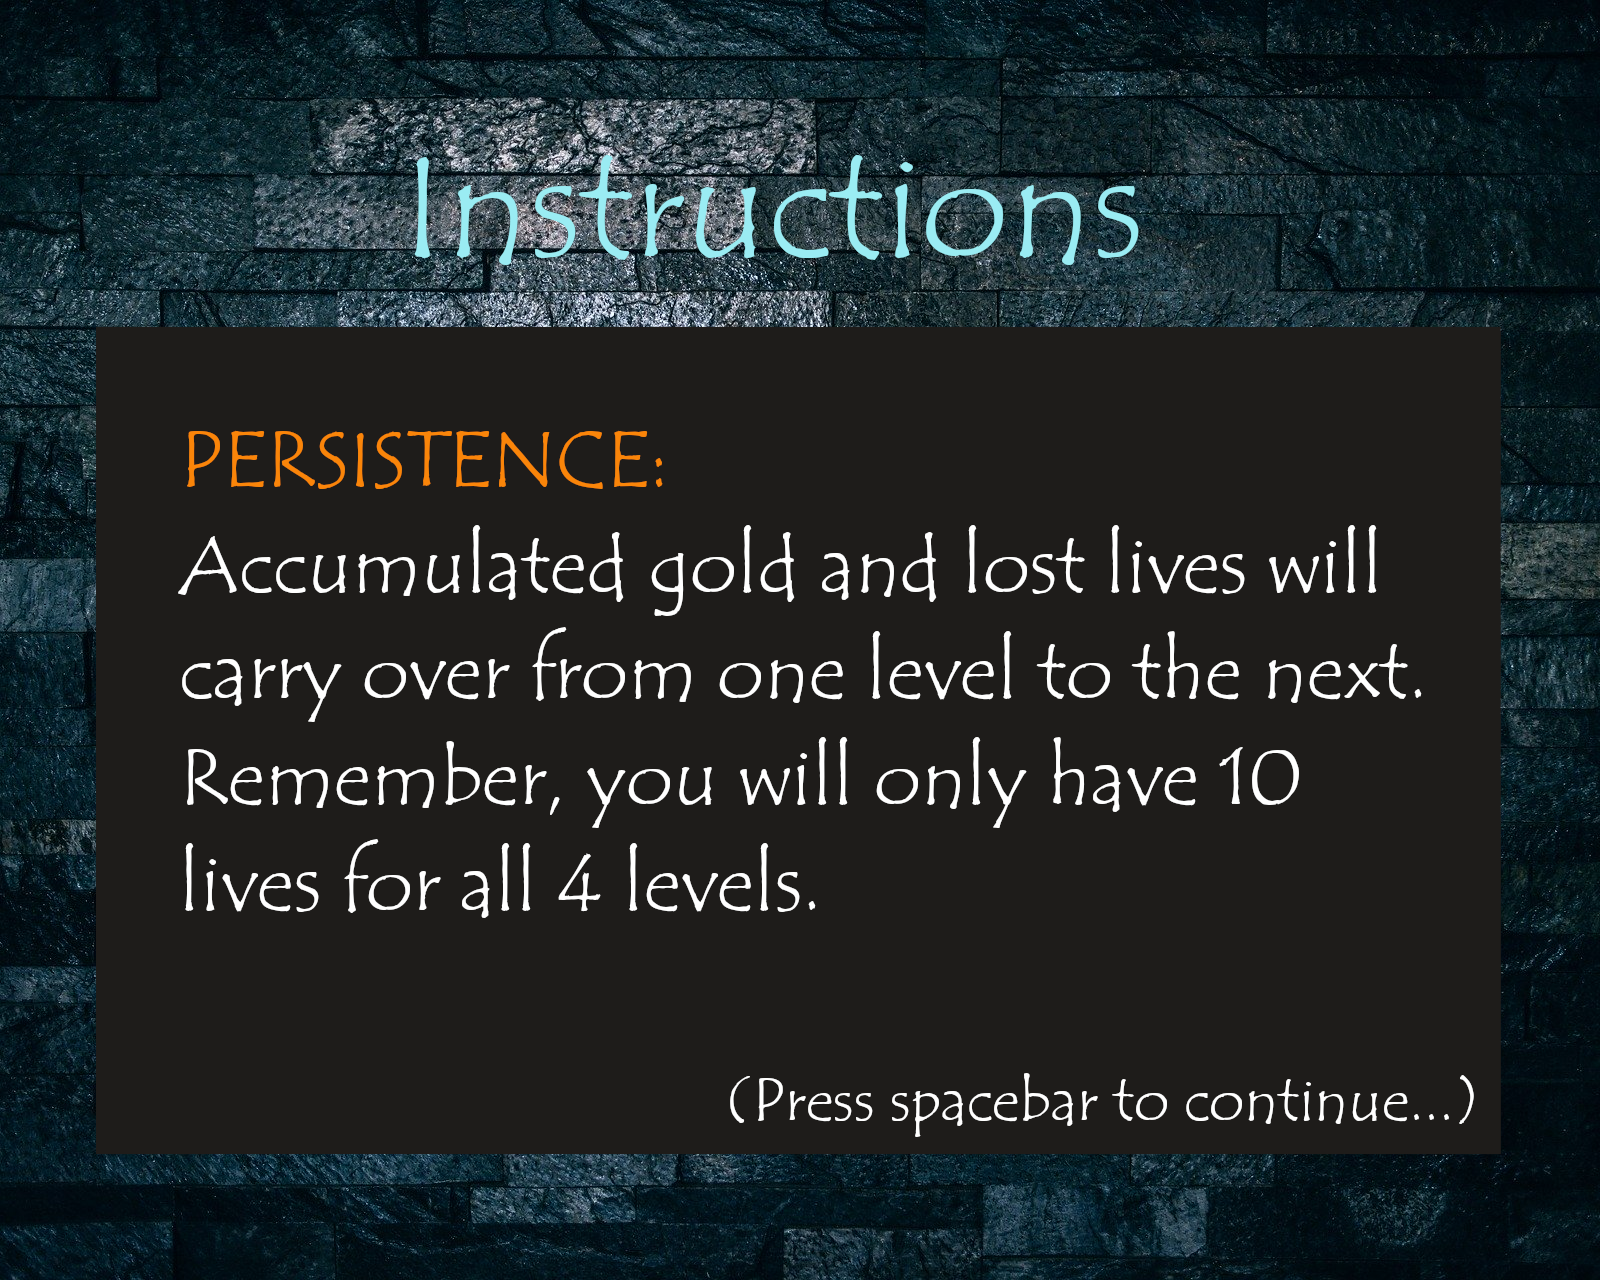 Instructions
PERSISTENCE:
Accumulated gold and lost lives will
carry over from one level to the next.
Remember, you will only have 10
lives for all 4 levels.
(Press spacebar to continue...)